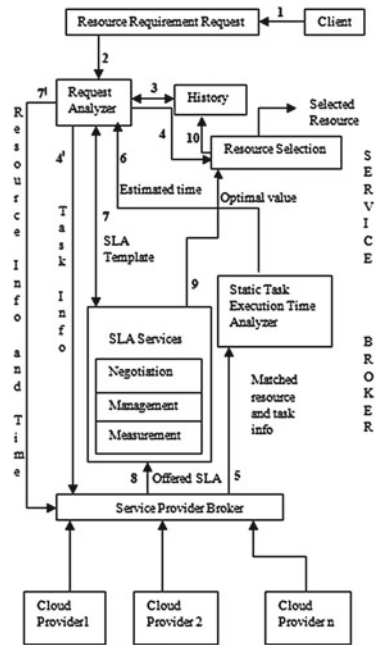 Resource Requirement Request
1
Client
2
7'
Request
Analyzer
3
History
Selected
Resource
4
10
Resource Selection
4'
6
Estimated time
Optimal value
7
SLA
Template
9
Resource Info and Time
Task Info
SERVICE BROKER
Static Task
Execution Time
Analyzer
SLA Services
Negotiation
Management
Measurement
Matched
resource
and task
info
8
Offered SLA
5
Service Provider Broker
Cloud
Provider1
Cloud
Provider 2
Cloud
Provider n